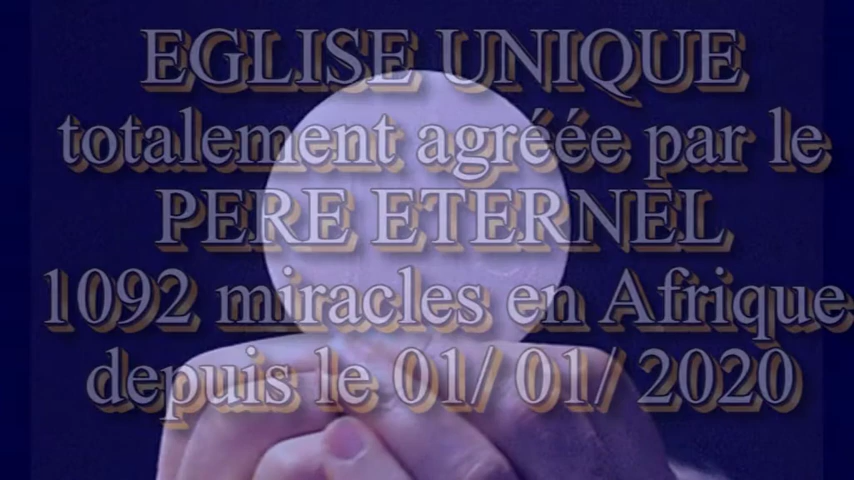 EGLISE UNIQUE
totalement agréée par le
PERE ETERNEL
1092 miracles en Afrique
depuis le 01/ 01/ 2020